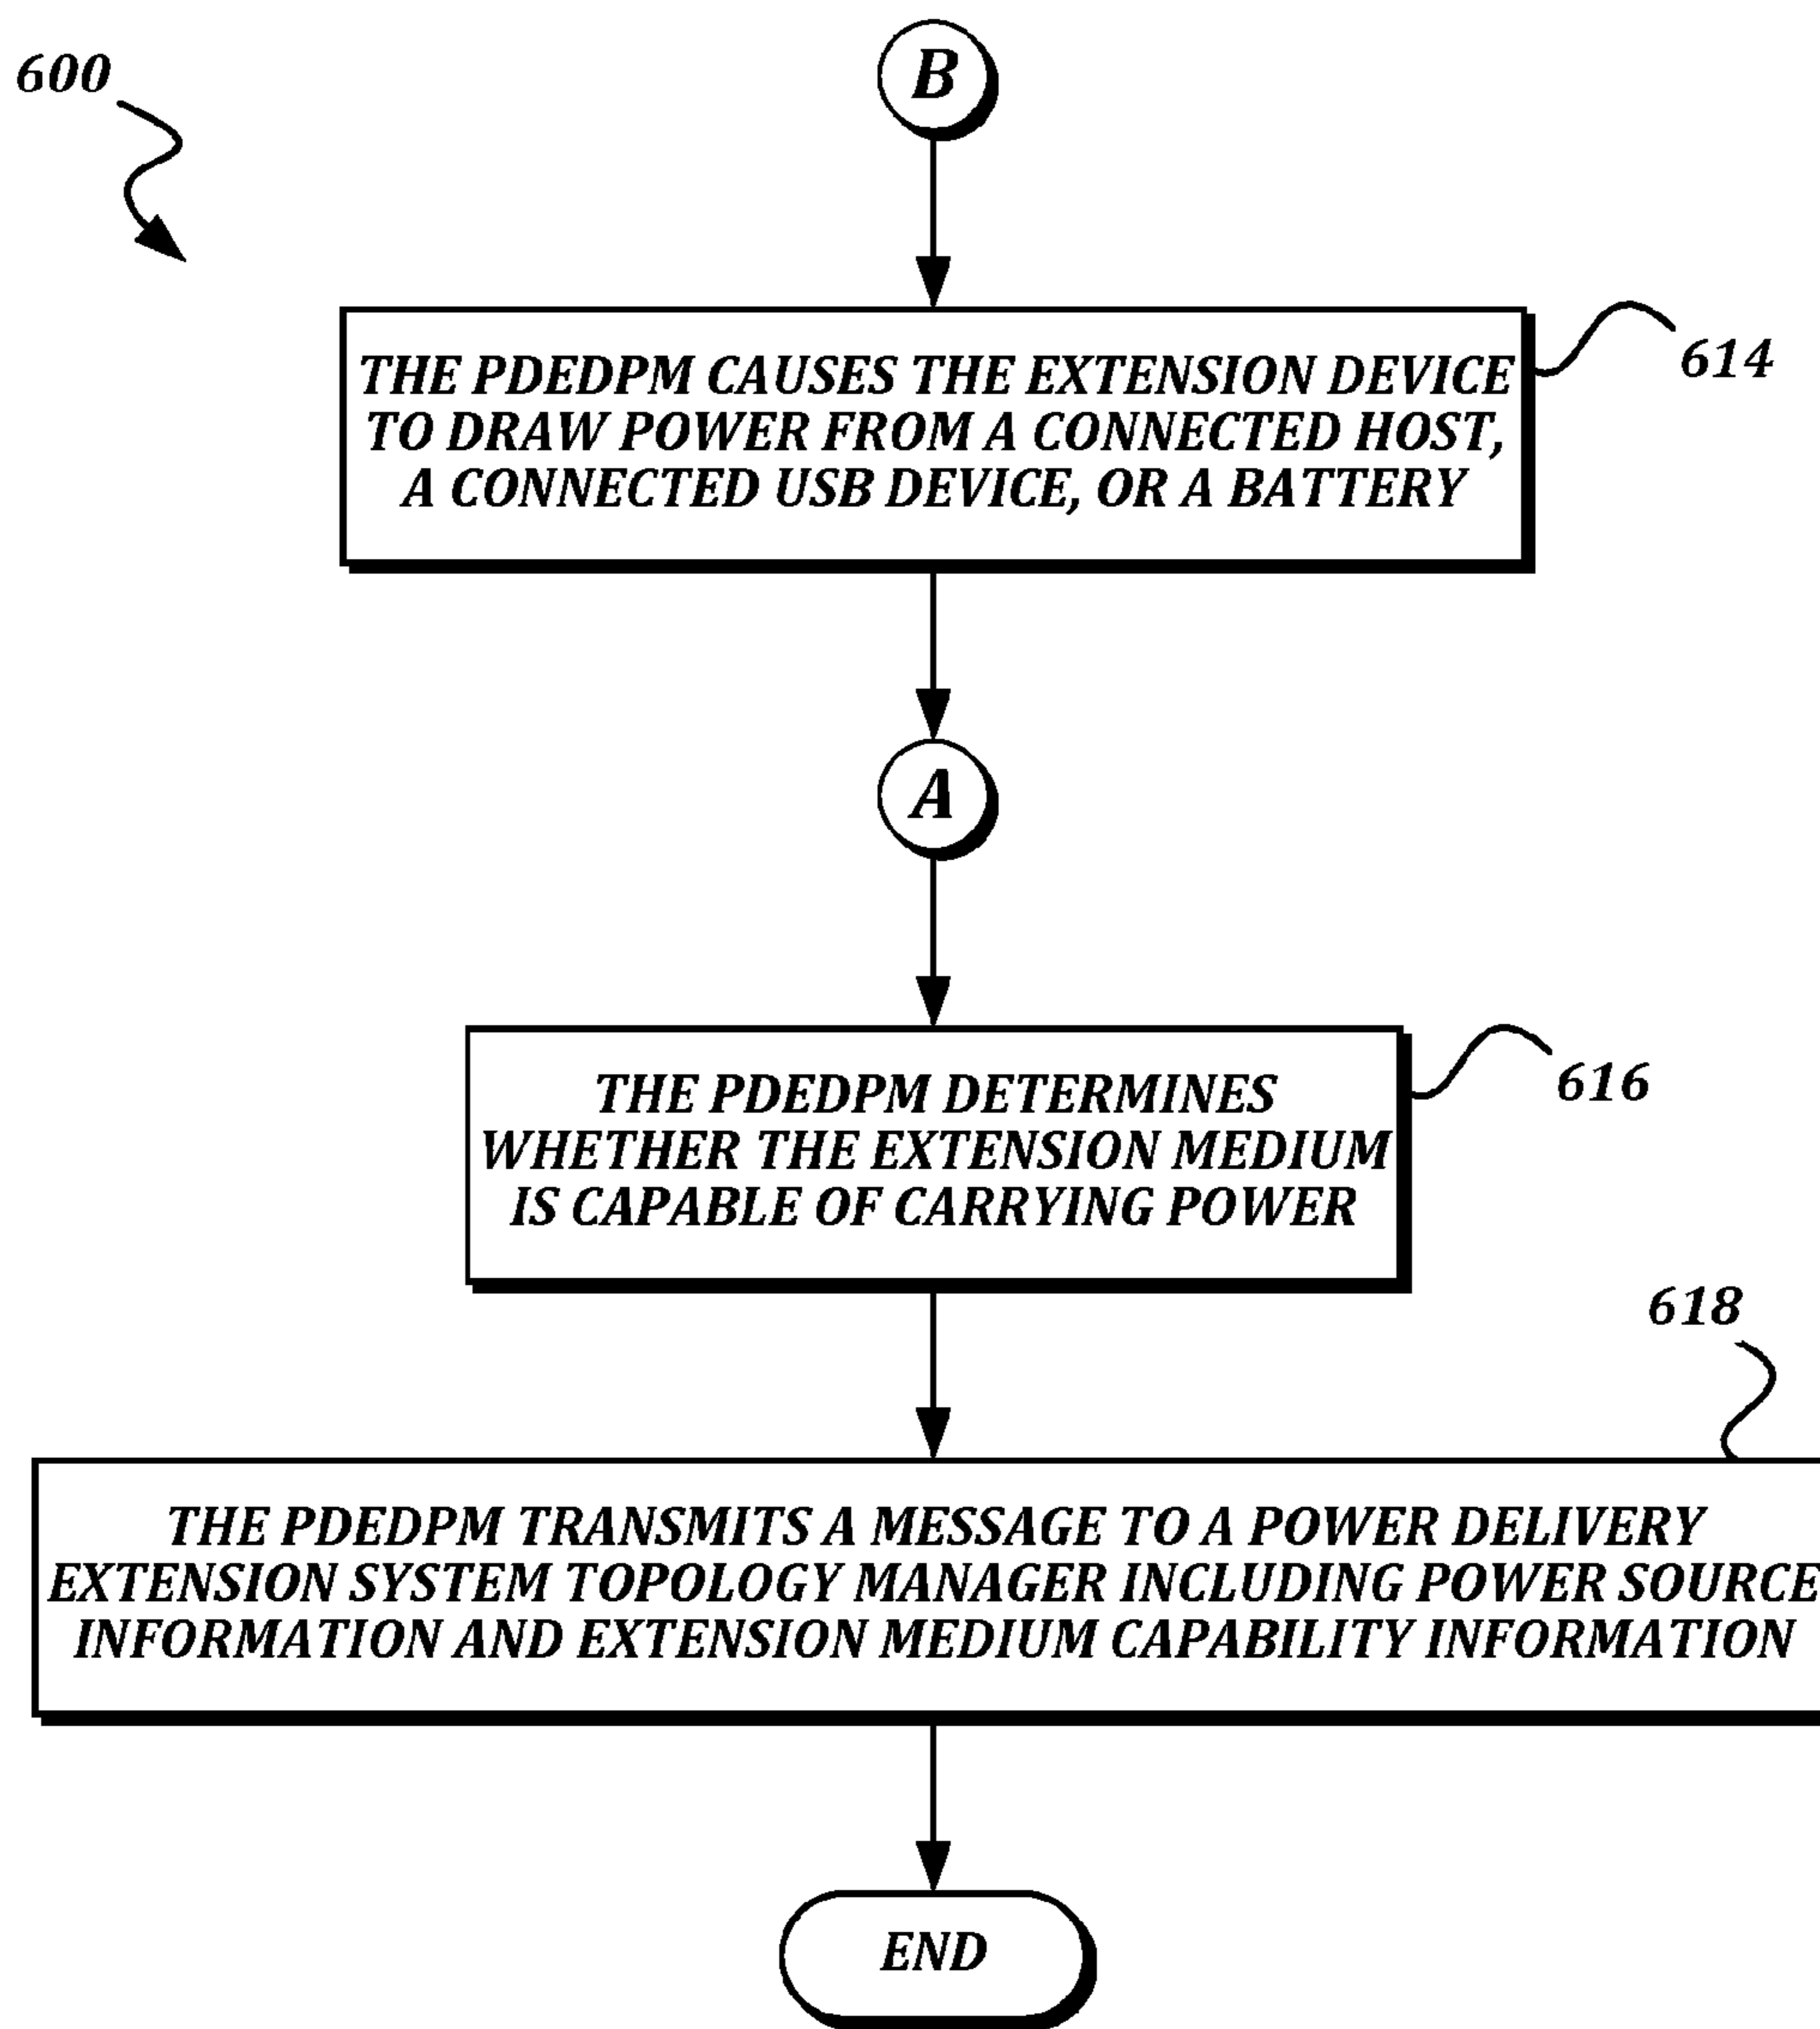 600
B
THE PDEDPM CAUSES THE EXTENSION DEVICE
TO DRAW POWER FROM A CONNECTED HOST,
A CONNECTED USB DEVICE, OR A BATTERY
614
A
THE PDEDPM DETERMINES
WHETHER THE EXTENSION MEDIUM
IS CAPABLE OF CARRYING POWER
616
618
THE PDEDPM TRANSMITS A MESSAGE TO A POWER DELIVERY
EXTENSION SYSTEM TOPOLOGY MANAGER INCLUDING POWER SOURCE
INFORMATION AND EXTENSION MEDIUM CAPABILITY INFORMATION
END